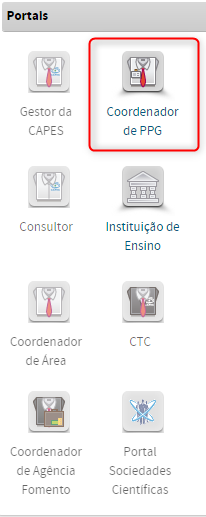 Portais
Gestor da
CAPES
Coordenador
de PPG
Consultor
Instituição de
Ensino
Coordenador
de Área
CTC
Coordenador
de Agência
Fomento
Portal
Sociedades
Científicas